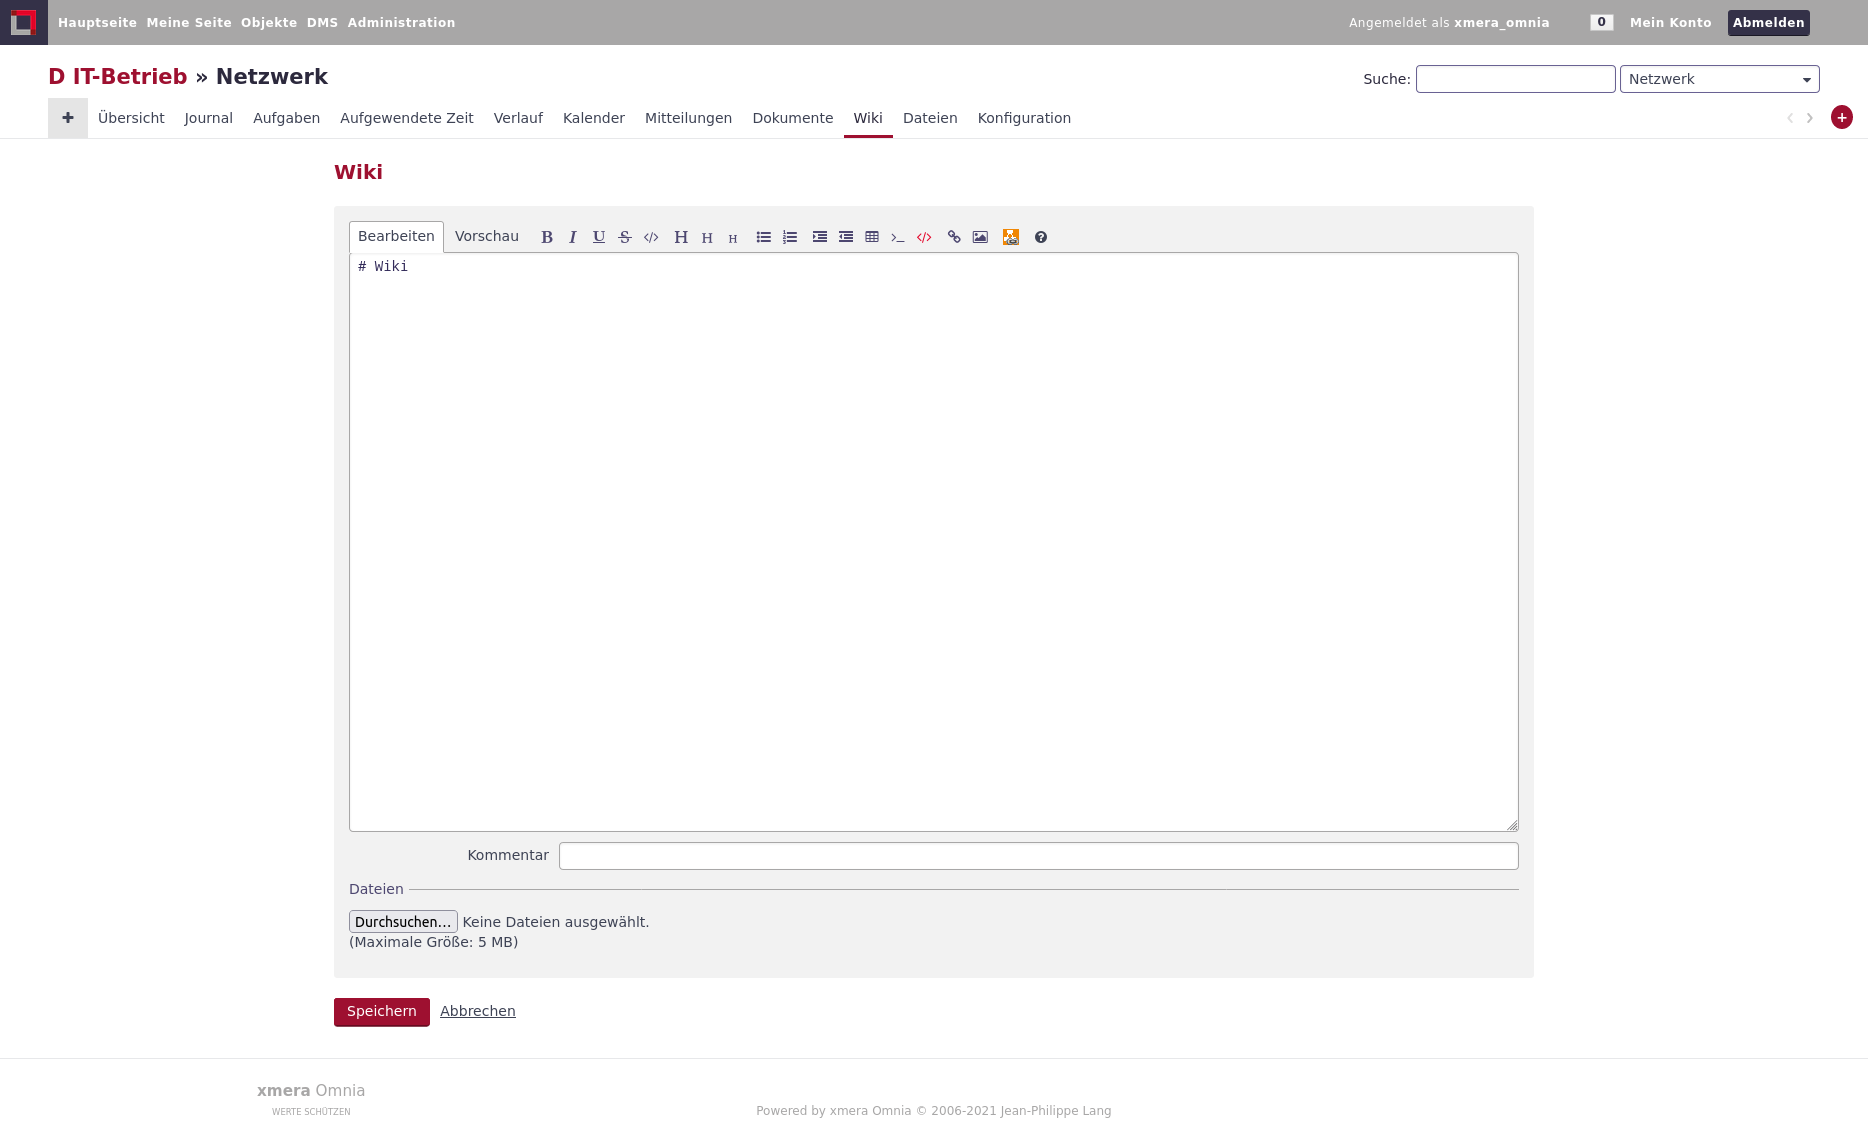 Hauptseite Meine Seite Objekte DMS Administration
Angemeldet als xmera_omnia 0 Mein Konto Abmelden
D IT-Betrieb » Netzwerk
Suche: Netzwerk
+ Übersicht Journal Aufgaben Aufgewendete Zeit Verlauf Kalender Mitteilungen Dokumente Wiki Dateien Konfiguration
Wiki
Bearbeiten Vorschau B I U S </> H H H >_ </> ?
# Wiki
Kommentar
Dateien
Durchsuchen… Keine Dateien ausgewählt.
(Maximale Größe: 5 MB)
Speichern Abbrechen
xmera Omnia
WERTE SCHÜTZEN
Powered by xmera Omnia © 2006-2021 Jean-Philippe Lang